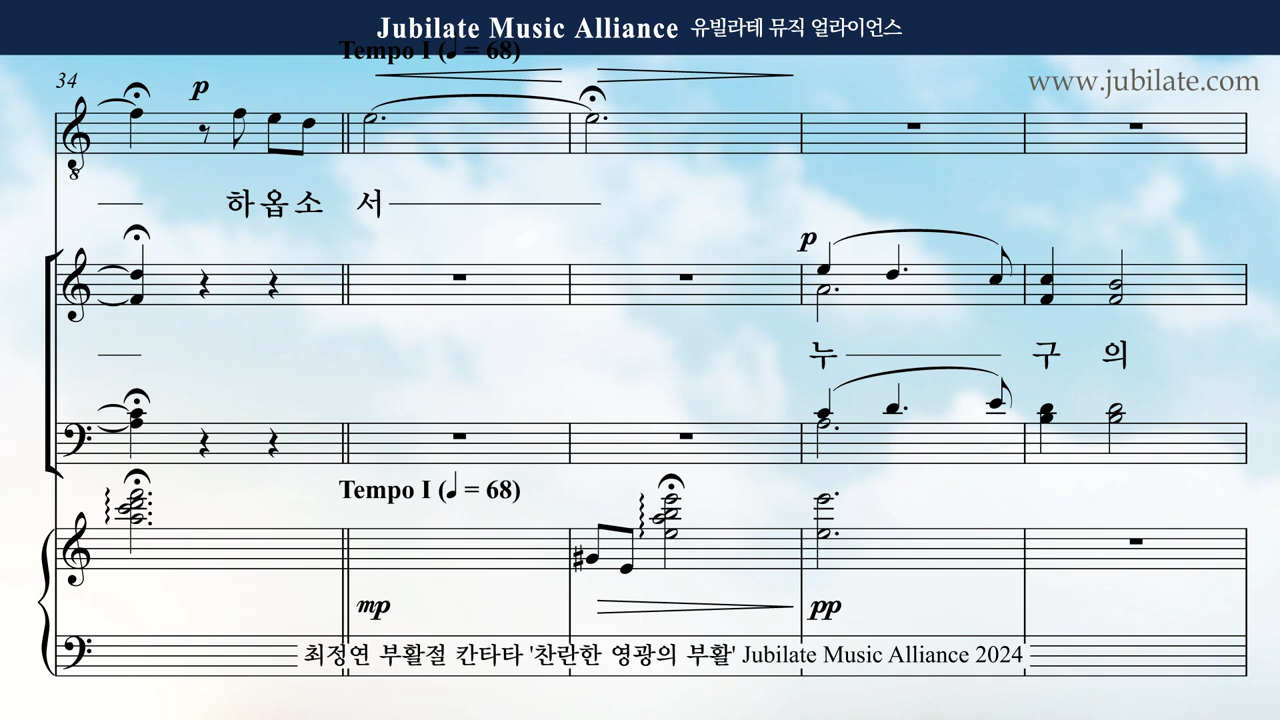 Jubilate Music Alliance 유빌라테 뮤직 얼라이언스
Tempo I (♩ = 68)
www.jubilate.com
34
p
8
하 옵 소 서
p
누 구 의
Tempo I (♩ = 68)
mp
pp
최정연 부활절 칸타타 '찬란한 영광의 부활' Jubilate Music Alliance 2024